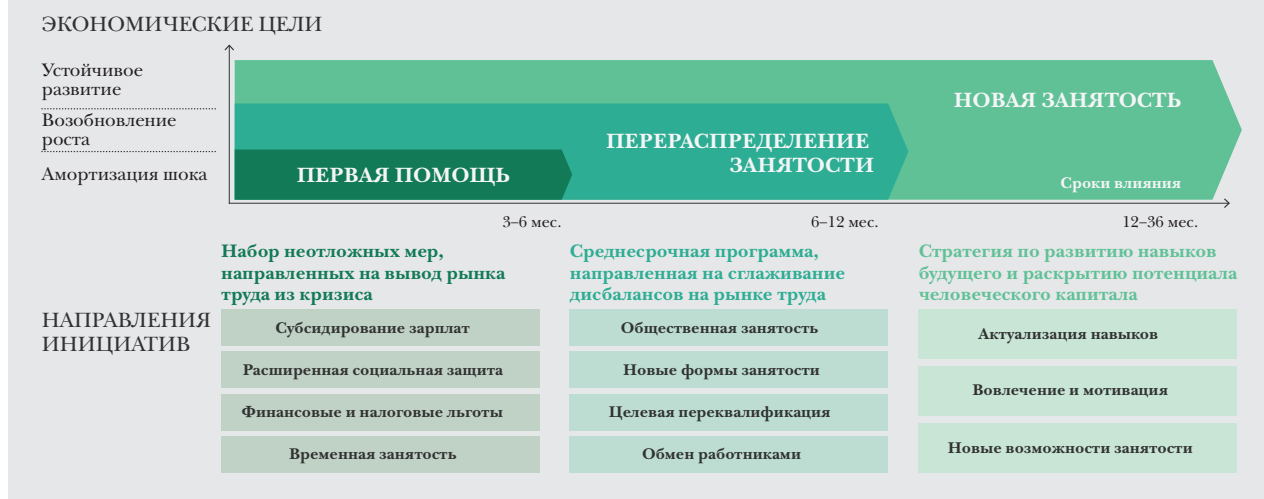 ЭКОНОМИЧЕСКИЕ ЦЕЛИ
Устойчивое
развитие
Возобновление
роста
Амортизация шока
НОВАЯ ЗАНЯТОСТЬ
ПЕРЕРАСПРЕДЕЛЕНИЕ
ЗАНЯТОСТИ
ПЕРВАЯ ПОМОЩЬ
Сроки влияния
3–6 мес.
6–12 мес.
12–36 мес.
Набор неотложных мер,
направленных на вывод рынка
труда из кризиса
Среднесрочная программа,
направленная на сглаживание
дисбалансов на рынке труда
Стратегия по развитию навыков
будущего и раскрытию потенциала
человеческого капитала
НАПРАВЛЕНИЯ
ИНИЦИАТИВ
Субсидирование зарплат
Расширенная социальная защита
Финансовые и налоговые льготы
Временная занятость
Общественная занятость
Новые формы занятости
Целевая переквалификация
Обмен работниками
Актуализация навыков
Вовлечение и мотивация
Новые возможности занятости